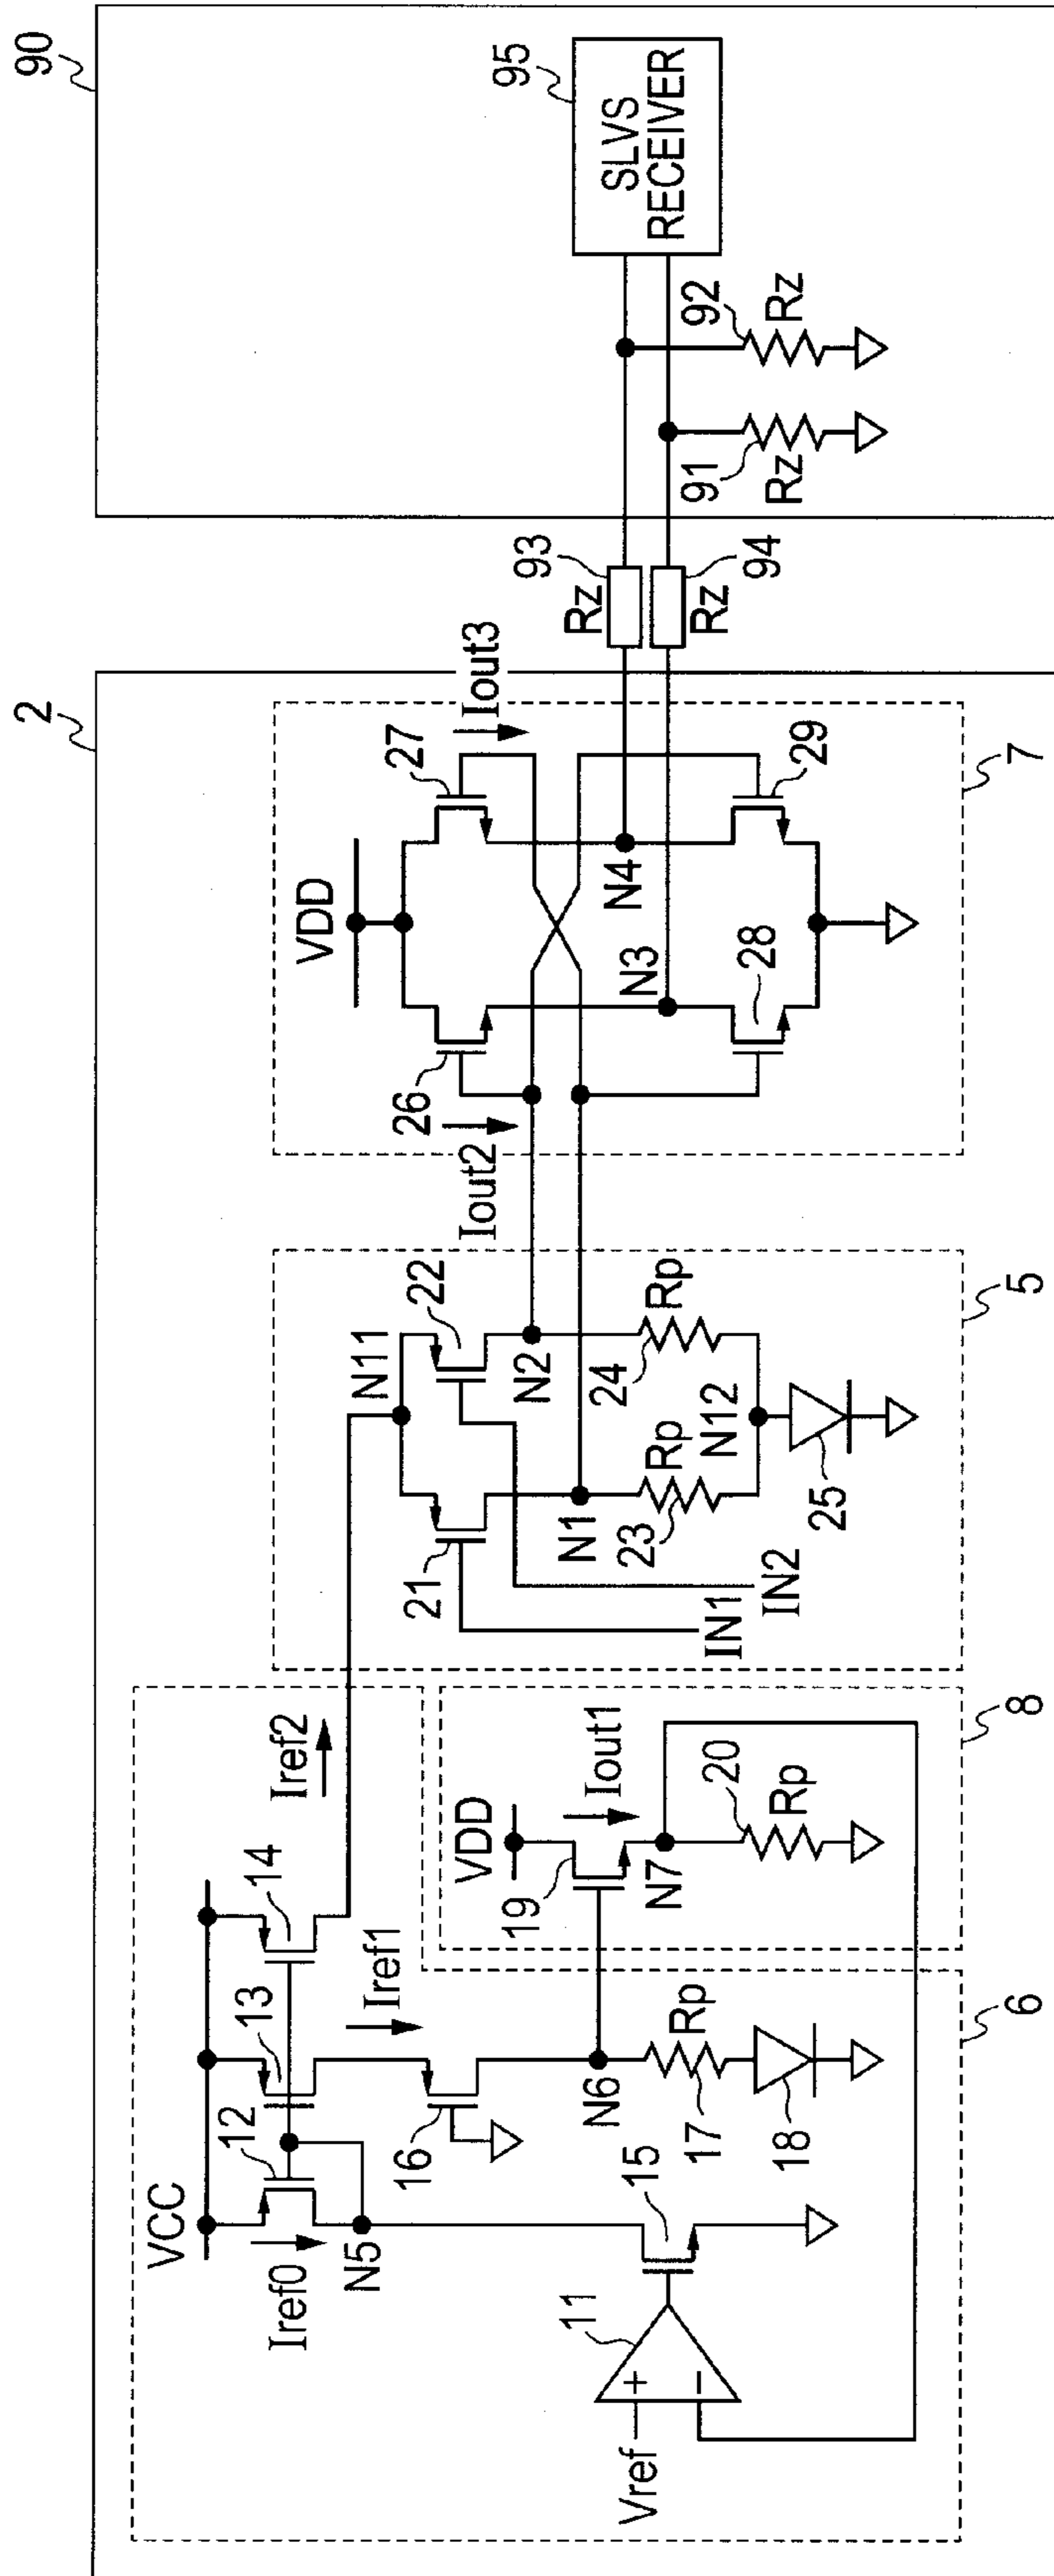 2
90
VCC
12
13
14
Iref0
Iref1
Iref2
N5
16
11
+
−
Vref
15
N6
17
Rp
18
6
VDD
19
Iout1
N7
20
Rp
8
N11
21
22
N1
N2
IN1
IN2
23
Rp
24
Rp
N12
25
5
VDD
26
27
Iout2
Iout3
N3
N4
28
29
7
Rz
93
Rz
94
91
Rz
92
Rz
SLVS
RECEIVER
95